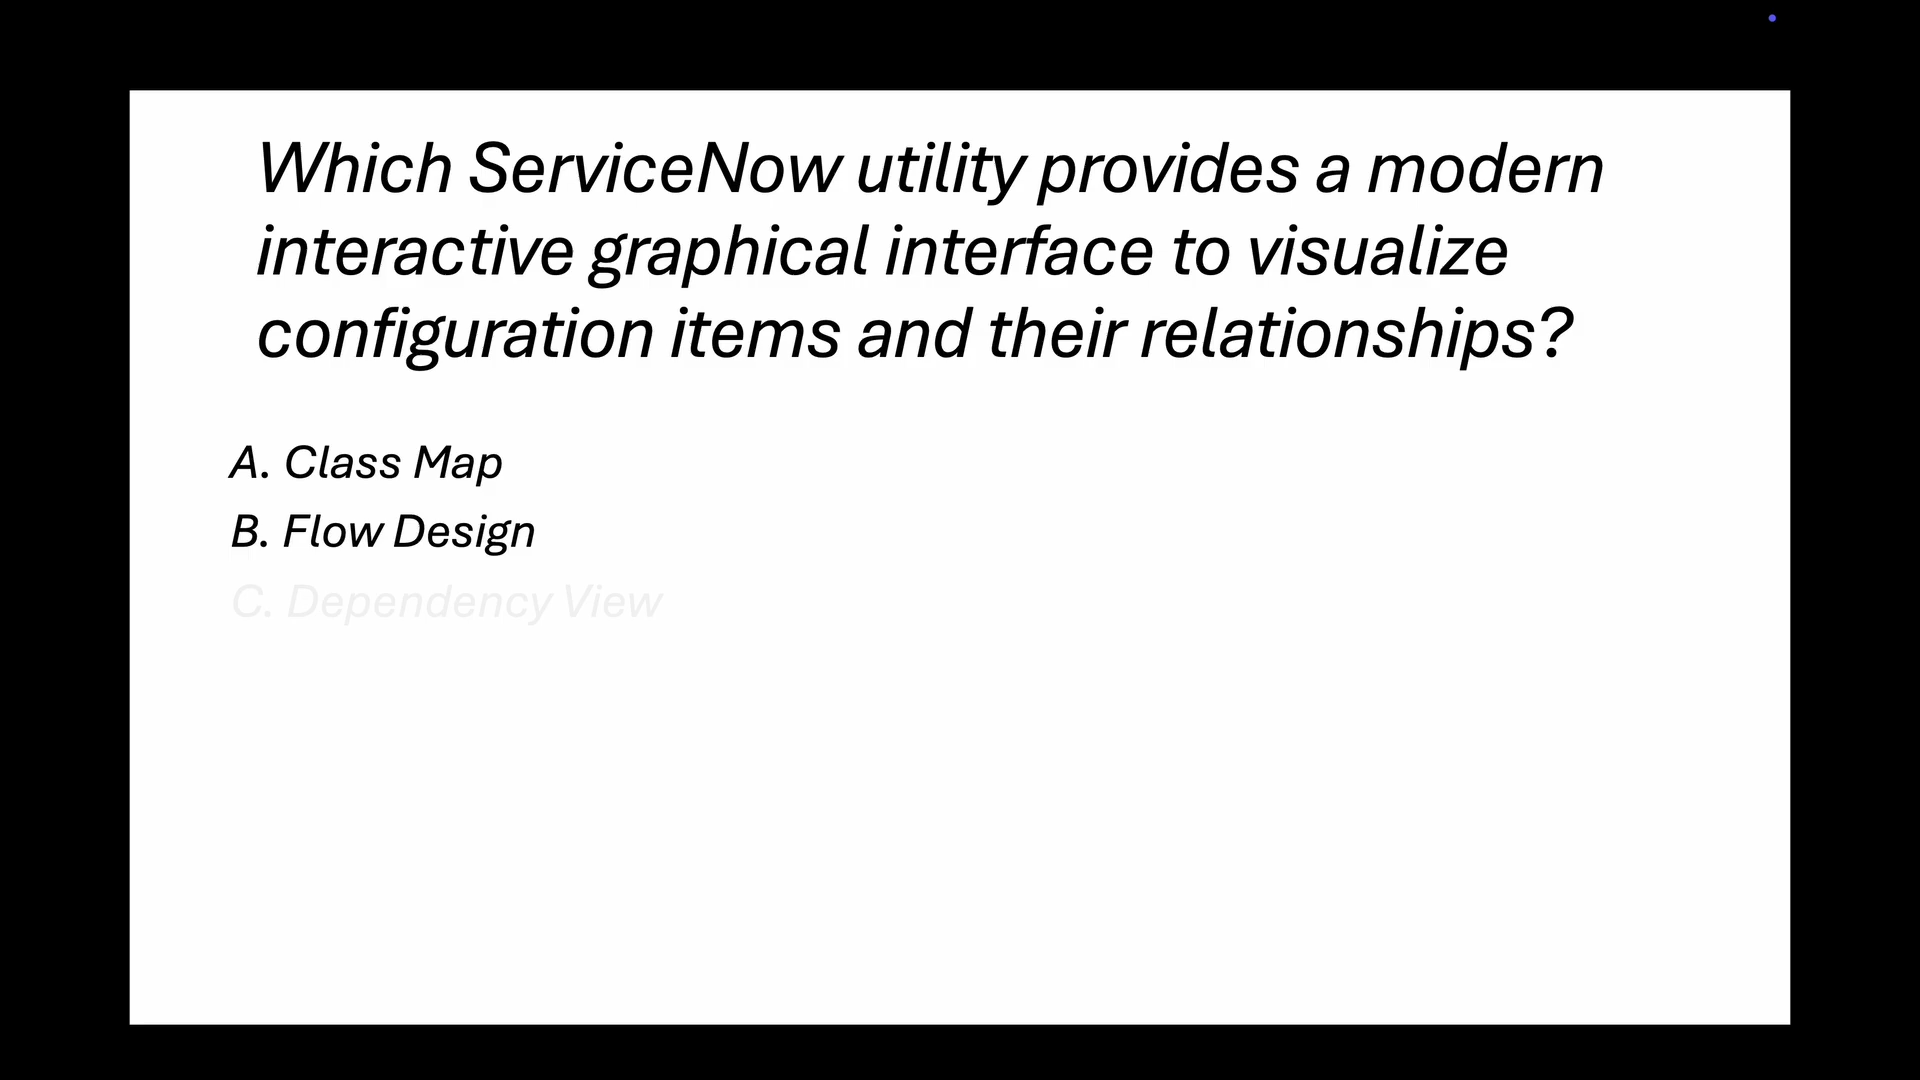 Which ServiceNow utility provides a modern
interactive graphical interface to visualize
configuration items and their relationships?
A. Class Map
B. Flow Design
C. Dependency View